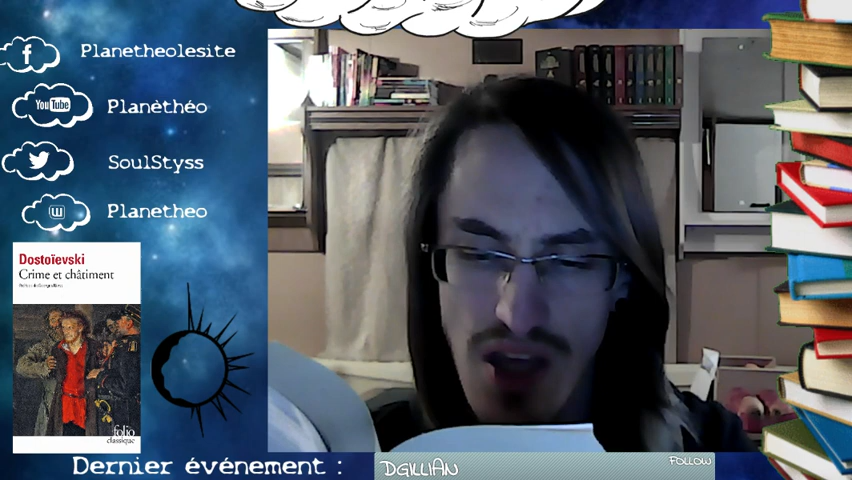 f Planetheolesite
YouTube Planèthéo
SoulStyss
w Planetheo
Dostoïevski
Crime et châtiment
folio
classique
Dernier événement :
DGILLIAN
FOLLOW